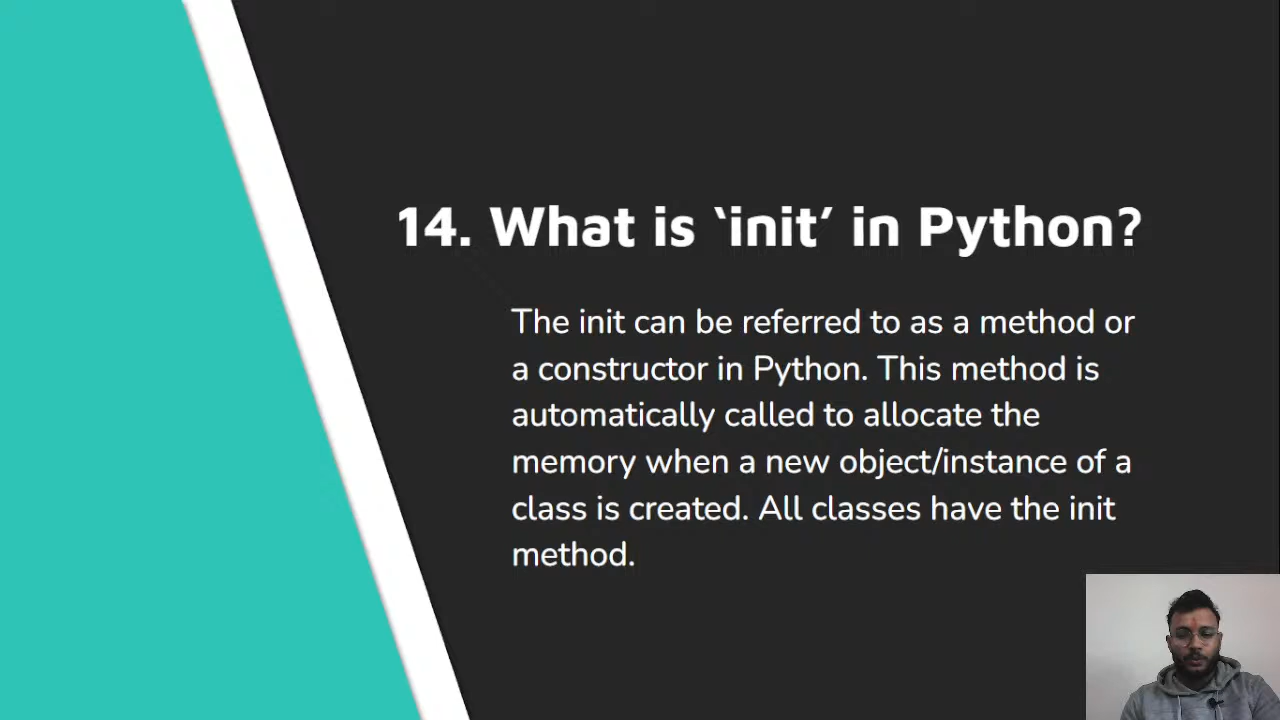 14. What is ‘init’ in Python?
The init can be referred to as a method or
a constructor in Python. This method is
automatically called to allocate the
memory when a new object/instance of a
class is created. All classes have the init
method.